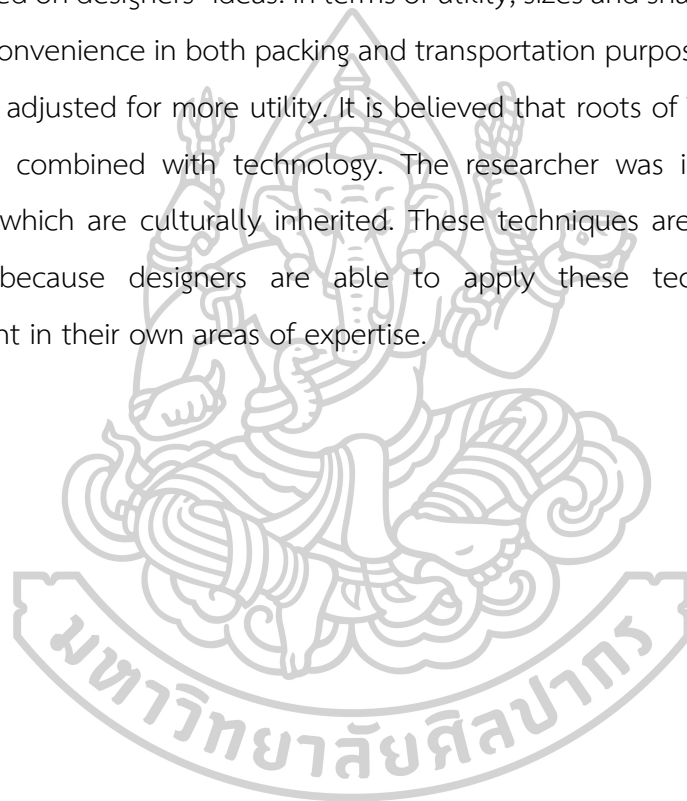 ed on designers' ideas. In terms of utility, sizes and sha
onvenience in both packing and transportation purpos
adjusted for more utility. It is believed that roots of
combined with technology. The researcher was i
which are culturally inherited. These techniques are
because designers are able to apply these tec
nt in their own areas of expertise.
มหาวิทยาลัยศิลปากร